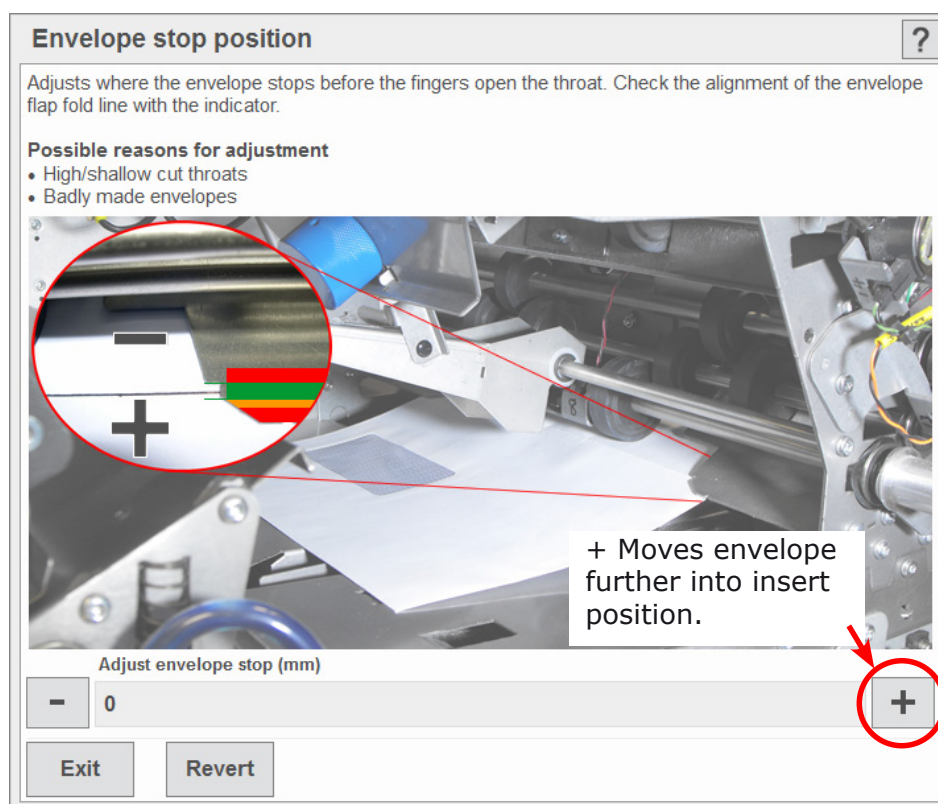 Envelope stop position
?
Adjusts where the envelope stops before the fingers open the throat. Check the alignment of the envelope
flap fold line with the indicator.
Possible reasons for adjustment
• High/shallow cut throats
• Badly made envelopes
−
+
+ Moves envelope
further into insert
position.
Adjust envelope stop (mm)
- 0 +
Exit Revert